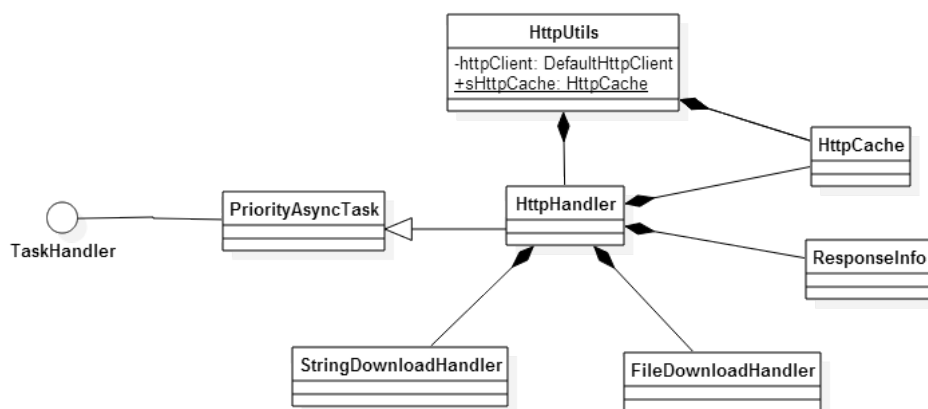 HttpUtils
-httpClient: DefaultHttpClient
+sHttpCache: HttpCache
HttpCache
PriorityAsyncTask
HttpHandler
TaskHandler
ResponseInfo
StringDownloadHandler
FileDownloadHandler